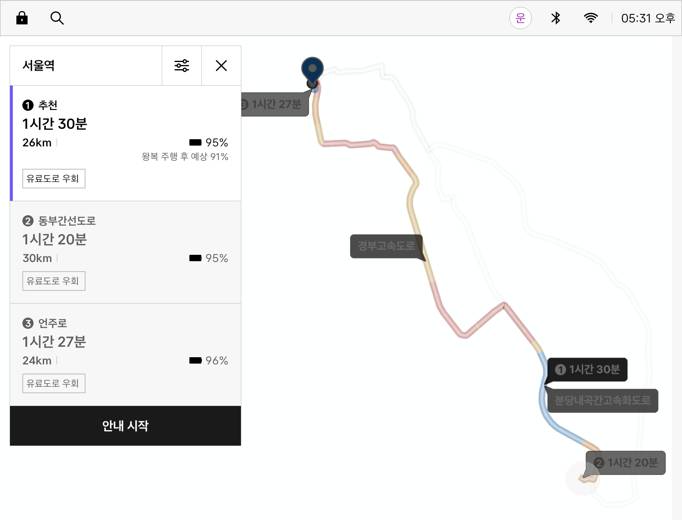 운
05:31 오후
서울역
1 추천
1시간 30분
26km
95%
왕복 주행 후 예상 91%
유료도로 우회
2 동부간선도로
1시간 20분
30km
95%
유료도로 우회
3 언주로
1시간 27분
24km
96%
유료도로 우회
안내 시작
3 1시간 27분
경부고속도로
1 1시간 30분
분당내곡간고속화도로
2 1시간 20분